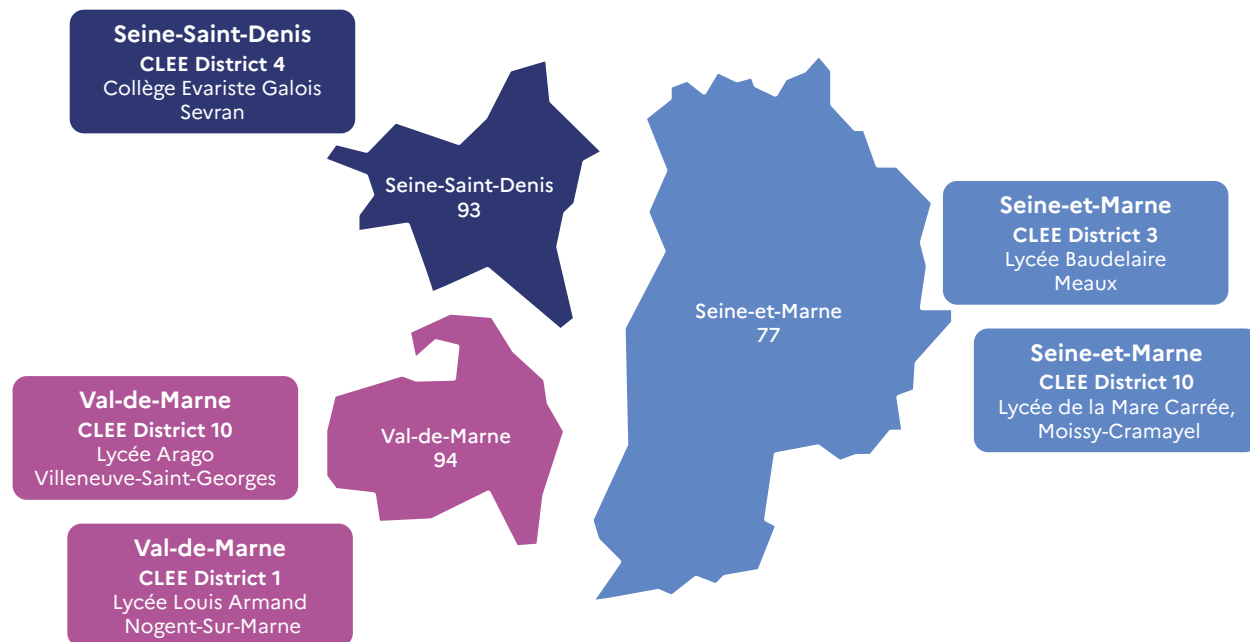 Seine-Saint-Denis
CLEE District 4
Collège Evariste Galois
Sevran
Seine-Saint-Denis
93
Seine-et-Marne
CLEE District 3
Lycée Baudelaire
Meaux
Seine-et-Marne
77
Seine-et-Marne
CLEE District 10
Lycée de la Mare Carrée,
Moissy-Cramayel
Val-de-Marne
CLEE District 10
Lycée Arago
Villeneuve-Saint-Georges
Val-de-Marne
94
Val-de-Marne
CLEE District 1
Lycée Louis Armand
Nogent-Sur-Marne